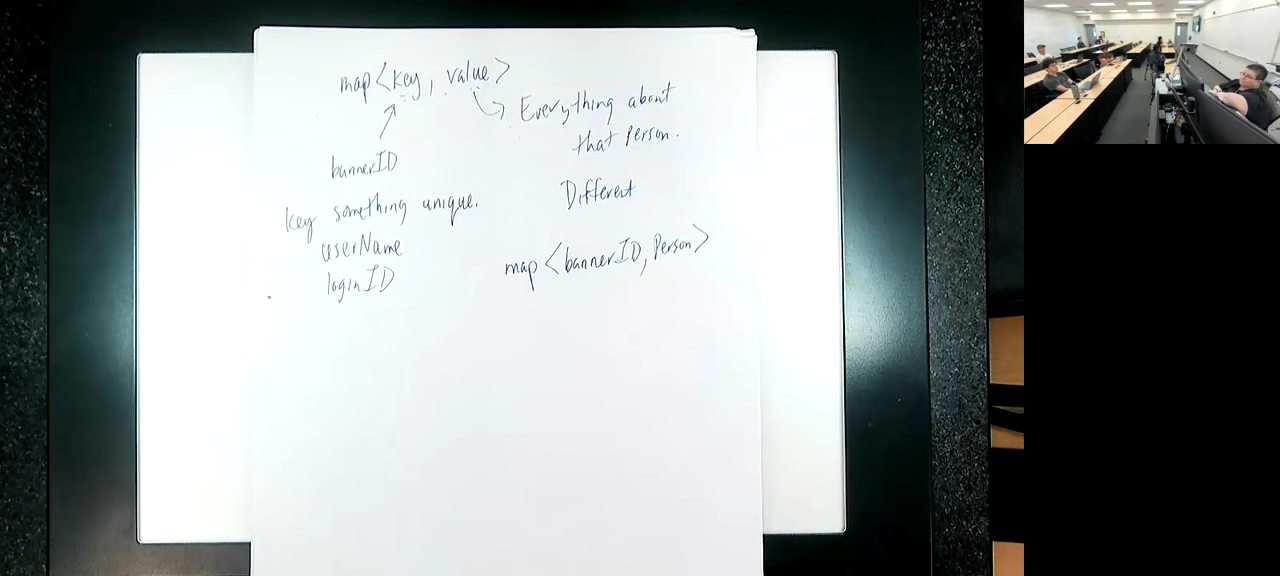 map<key, value>
Everything about
that person.
bannerID
key something unique.
Different
userName
map<bannerID, Person>
loginID